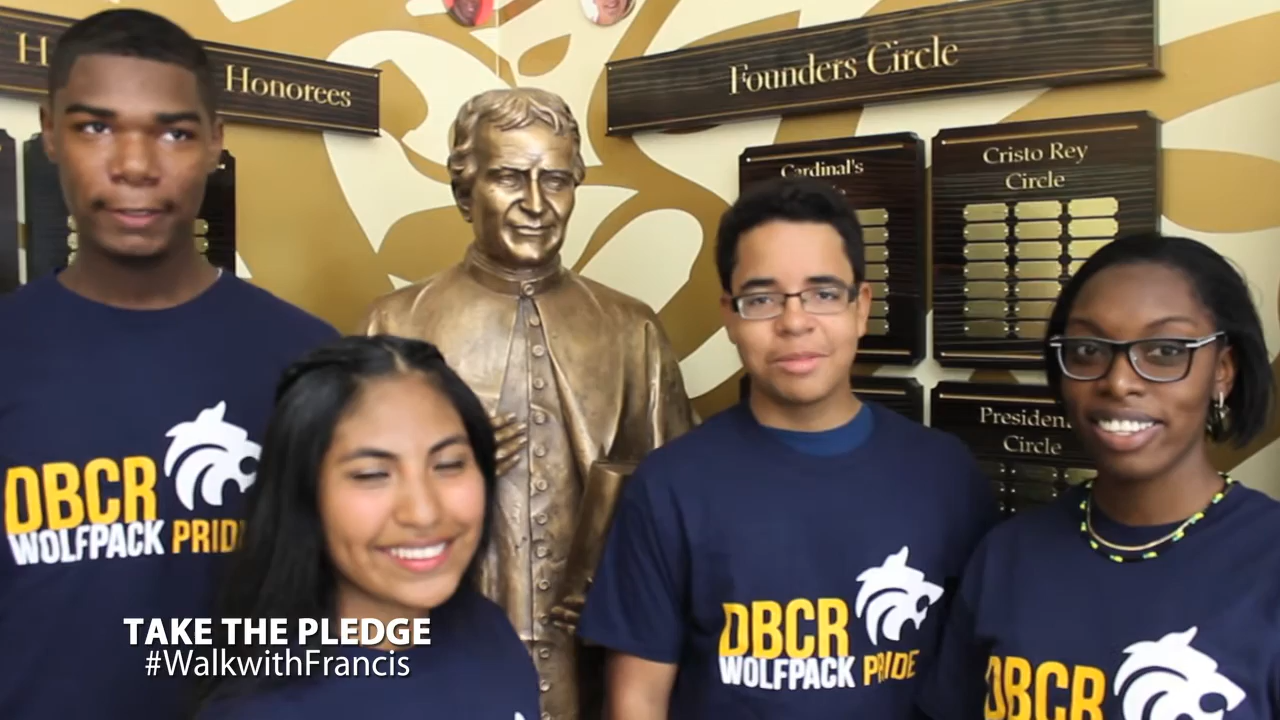 H
Honorees
Founders Circle
Cardinal's
Cristo Rey
Circle
Presiden
Circle
DBCR
WOLFPACK PRIDE
DBCR
WOLFPACK PRIDE
DBCR
TAKE THE PLEDGE
#WalkwithFrancis